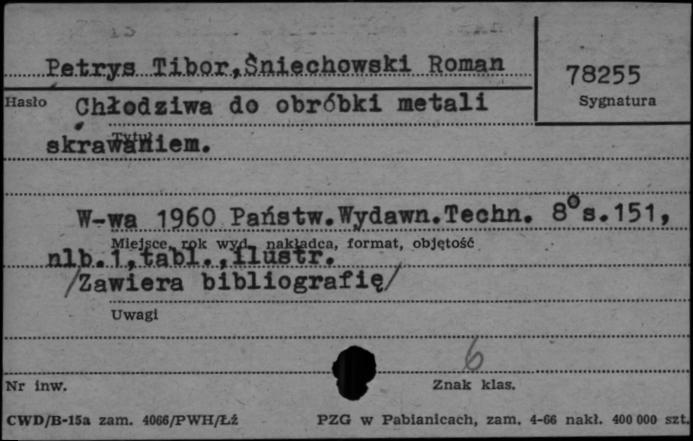 Petrys Tibor,Śniechowski Roman
78255
Hasło
Sygnatura
Chłodziwa do obróbki metali
Tytuł
skrawaniem.
W-wa 1960 Państw.Wydawn.Techn. 8°s.151,
Miejsce, rok wyd., nakładca, format, objętość
nlb.1,tabl.,ilustr.
/Zawiera bibliografię/
Uwagi
6
Nr inw.
Znak klas.
CWD/B-15a zam. 4066/PWH/Łź
PZG w Pabianicach, zam. 4-66 nakł. 400 000 szt.